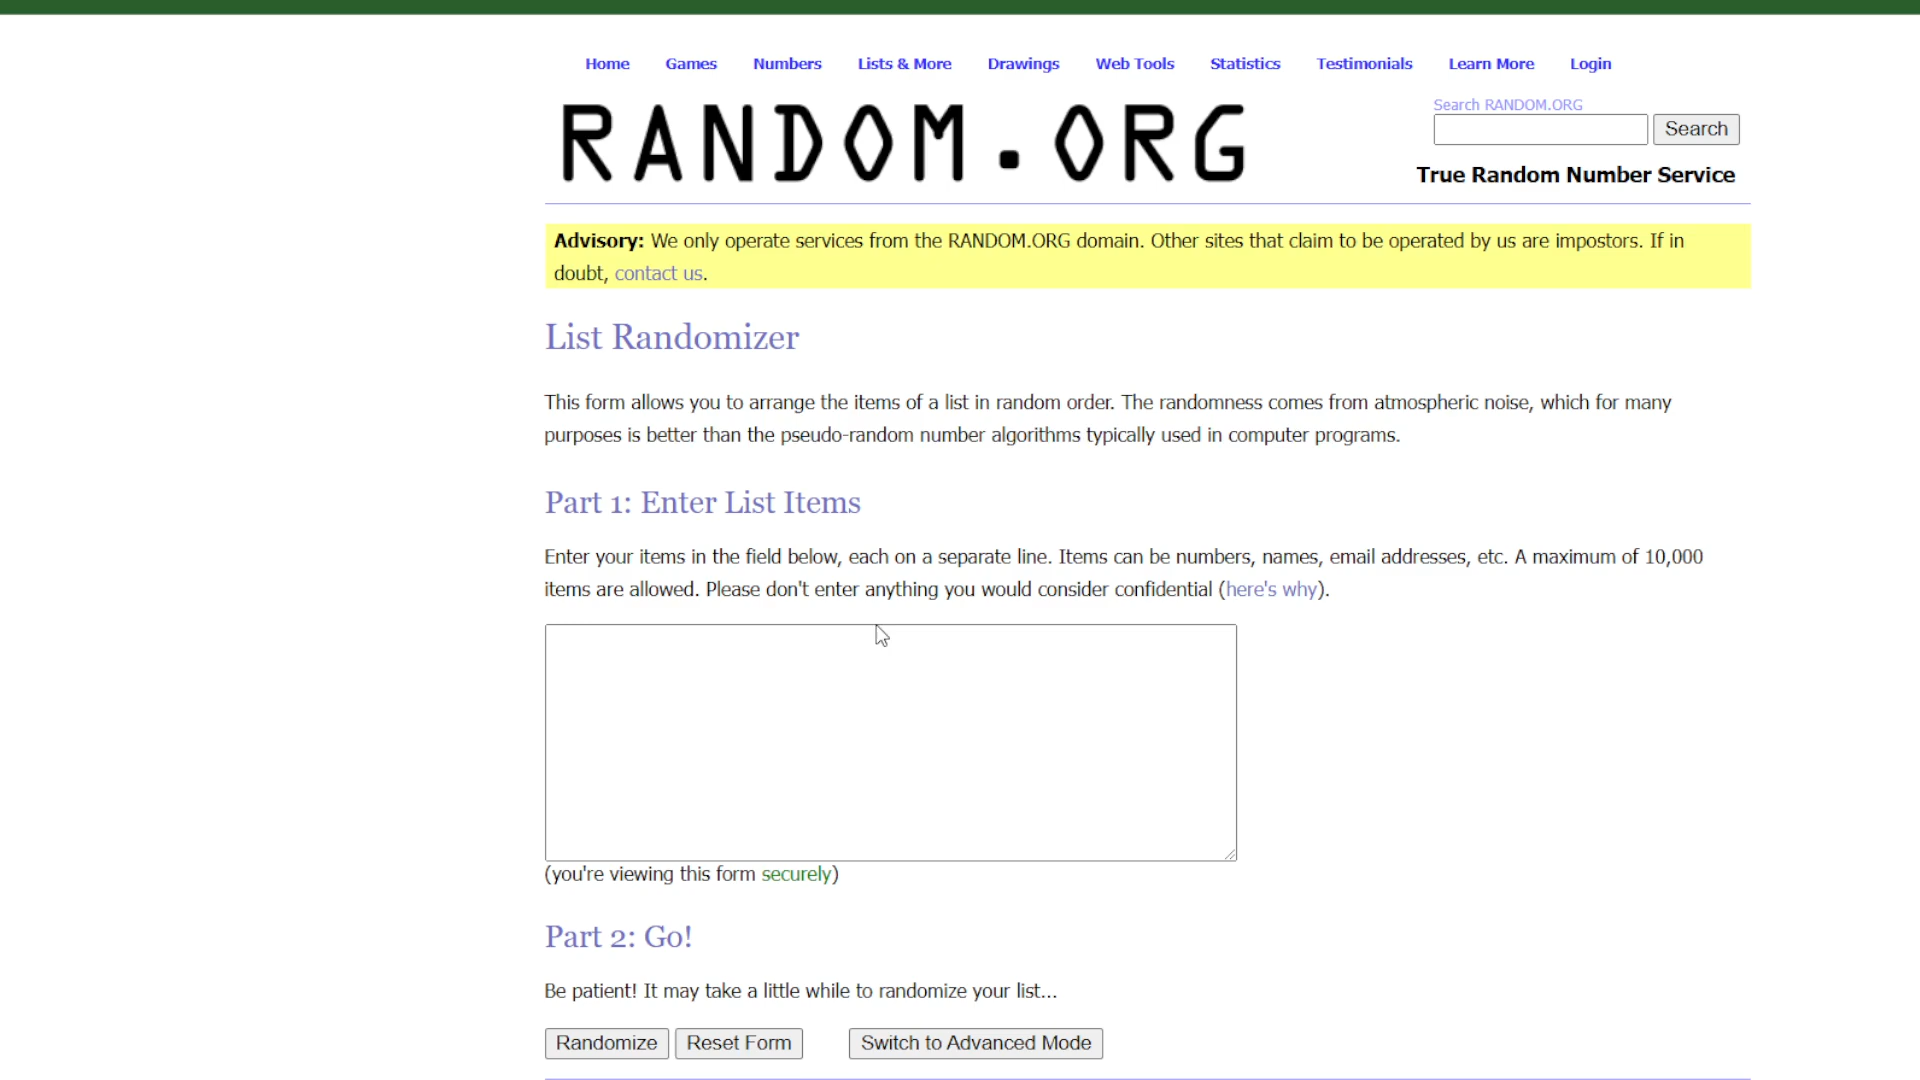 Home Games Numbers Lists & More Drawings Web Tools Statistics Testimonials Learn More Login
RANDOM.ORG
Search RANDOM.ORG
Search
True Random Number Service
Advisory: We only operate services from the RANDOM.ORG domain. Other sites that claim to be operated by us are impostors. If in
doubt, contact us.
List Randomizer
This form allows you to arrange the items of a list in random order. The randomness comes from atmospheric noise, which for many
purposes is better than the pseudo-random number algorithms typically used in computer programs.
Part 1: Enter List Items
Enter your items in the field below, each on a separate line. Items can be numbers, names, email addresses, etc. A maximum of 10,000
items are allowed. Please don't enter anything you would consider confidential (here's why).
(you're viewing this form securely)
Part 2: Go!
Be patient! It may take a little while to randomize your list...
Randomize Reset Form Switch to Advanced Mode